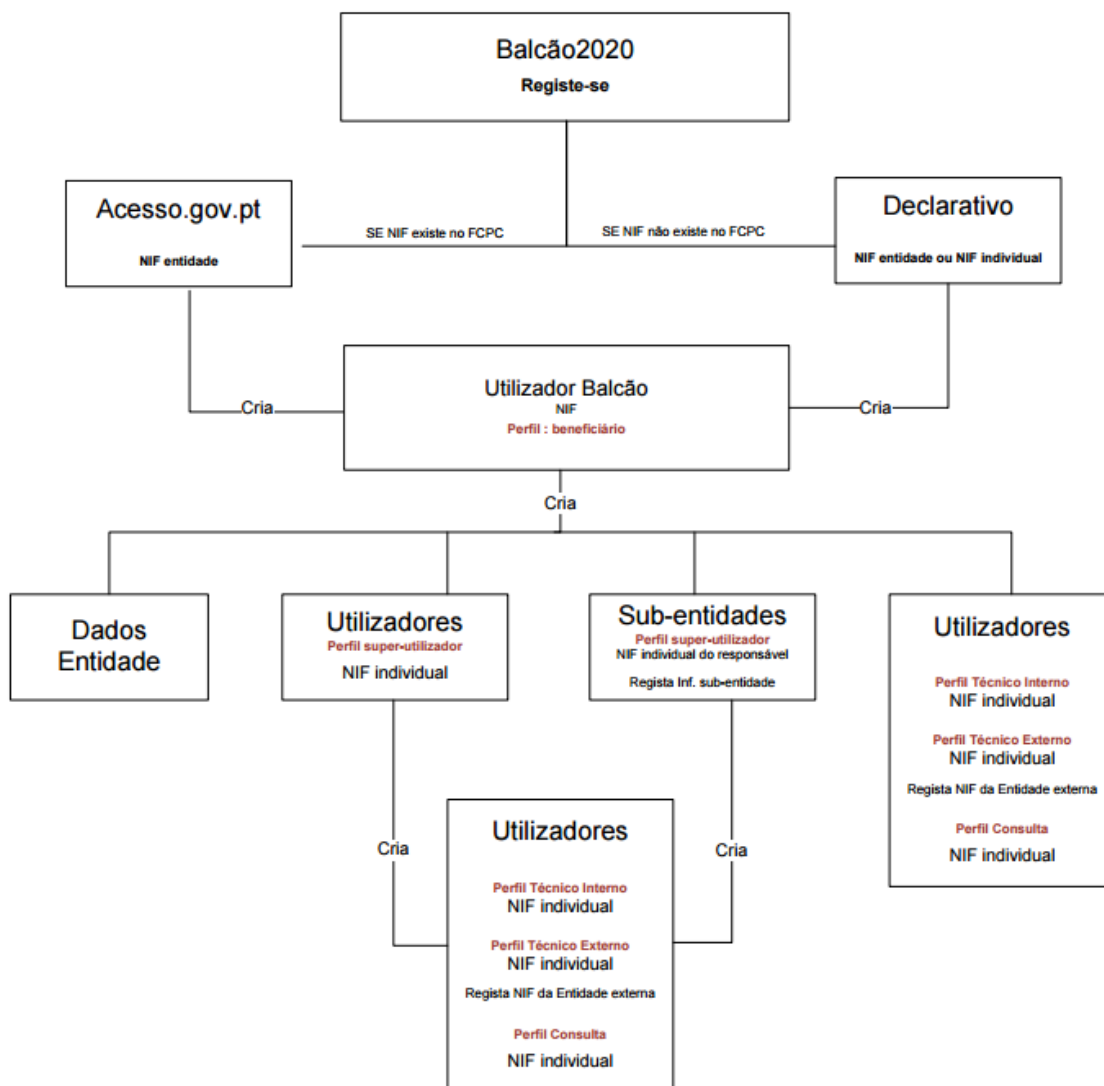 Balcão2020
Registe-se
Acesso.gov.pt
NIF entidade
SE NIF existe no FCPC
SE NIF não existe no FCPC
Declarativo
NIF entidade ou NIF individual
Cria
Utilizador Balcão
NIF
Perfil : beneficiário
Cria
Cria
Dados
Entidade
Utilizadores
Perfil super-utilizador
NIF individual
Sub-entidades
Perfil super-utilizador
NIF individual do responsável
Regista Inf. sub-entidade
Utilizadores
Perfil Técnico Interno
NIF individual
Perfil Técnico Externo
NIF individual
Regista NIF da Entidade externa
Perfil Consulta
NIF individual
Cria
Cria
Utilizadores
Perfil Técnico Interno
NIF individual
Perfil Técnico Externo
NIF individual
Regista NIF da Entidade externa
Perfil Consulta
NIF individual